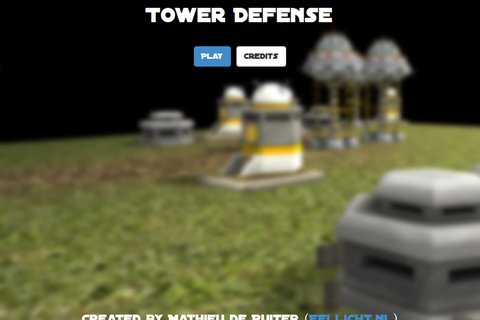 TOWER DEFENSE
PLAY
CREDITS
CREATED BY MATHIEU DE RUITER (FELLICHT.NL)